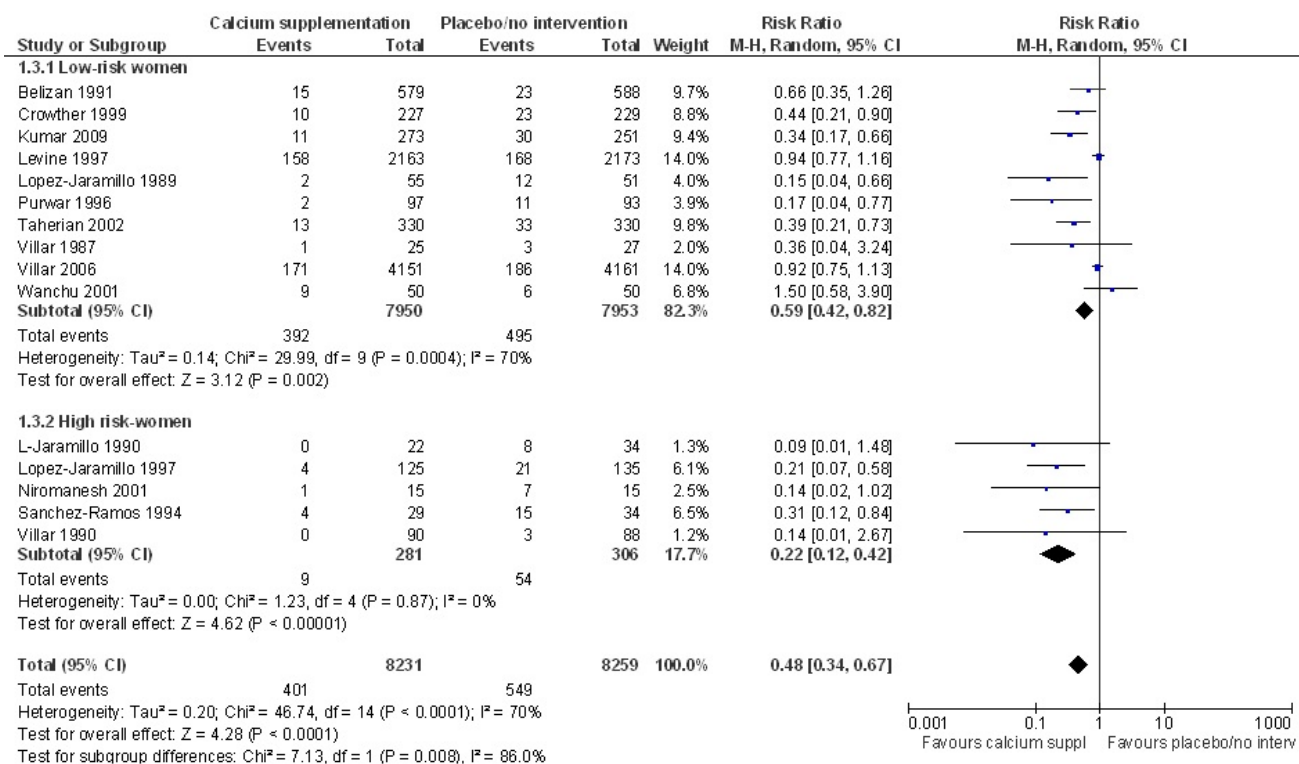 Calcium supplementation Placebo/no intervention Risk Ratio Risk Ratio
Study or Subgroup Events Total Events Total Weight M-H, Random, 95% CI M-H, Random, 95% CI
1.3.1 Low-risk women
Belizan 1991 15 579 23 588 9.7% 0.66 [0.35, 1.26]
Crowther 1999 10 227 23 229 8.8% 0.44 [0.21, 0.90]
Kumar 2009 11 273 30 251 9.4% 0.34 [0.17, 0.66]
Levine 1997 158 2163 168 2173 14.0% 0.94 [0.77, 1.16]
Lopez-Jaramillo 1989 2 55 12 51 4.0% 0.15 [0.04, 0.66]
Purwar 1996 2 97 11 93 3.9% 0.17 [0.04, 0.77]
Taherian 2002 13 330 33 330 9.8% 0.39 [0.21, 0.73]
Villar 1987 1 25 3 27 2.0% 0.36 [0.04, 3.24]
Villar 2006 171 4151 186 4161 14.0% 0.92 [0.75, 1.13]
Wanchu 2001 9 50 6 50 6.8% 1.50 [0.58, 3.90]
Subtotal (95% CI) 7950 7953 82.3% 0.59 [0.42, 0.82]
Total events 392 495
Heterogeneity: Tau² = 0.14; Chi² = 29.99, df = 9 (P = 0.0004); I² = 70%
Test for overall effect: Z = 3.12 (P = 0.002)
1.3.2 High risk-women
L-Jaramillo 1990 0 22 8 34 1.3% 0.09 [0.01, 1.48]
Lopez-Jaramillo 1997 4 125 21 135 6.1% 0.21 [0.07, 0.58]
Niromanesh 2001 1 15 7 15 2.5% 0.14 [0.02, 1.02]
Sanchez-Ramos 1994 4 29 15 34 6.5% 0.31 [0.12, 0.84]
Villar 1990 0 90 3 88 1.2% 0.14 [0.01, 2.67]
Subtotal (95% CI) 281 306 17.7% 0.22 [0.12, 0.42]
Total events 9 54
Heterogeneity: Tau² = 0.00; Chi² = 1.23, df = 4 (P = 0.87); I² = 0%
Test for overall effect: Z = 4.62 (P < 0.00001)
Total (95% CI) 8231 8259 100.0% 0.48 [0.34, 0.67]
Total events 401 549
Heterogeneity: Tau² = 0.20; Chi² = 46.74, df = 14 (P < 0.0001); I² = 70%
Test for overall effect: Z = 4.28 (P < 0.0001)
Test for subgroup differences: Chi² = 7.13, df = 1 (P = 0.008), I² = 86.0%
0.001 0.1 1 10 1000
Favours calcium suppl Favours placebo/no interv